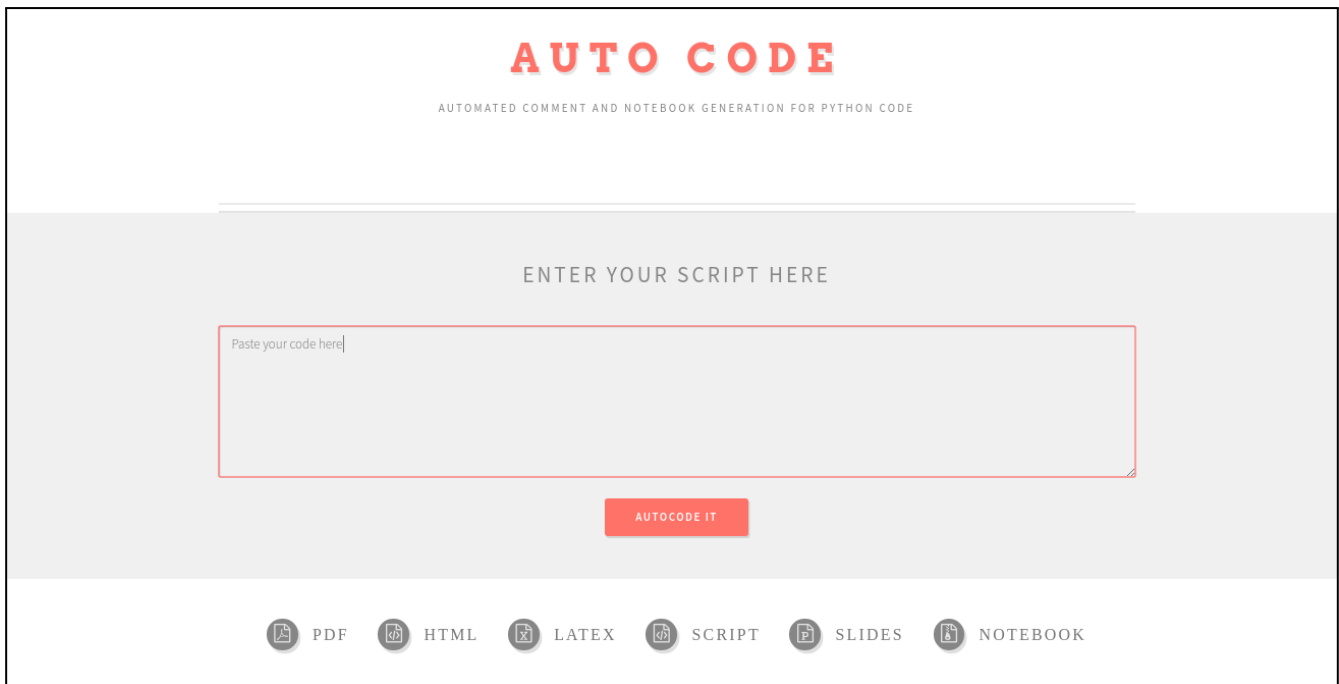 AUTO CODE
AUTOMATED COMMENT AND NOTEBOOK GENERATION FOR PYTHON CODE
ENTER YOUR SCRIPT HERE
Paste your code here
AUTOCODE IT
PDF HTML LATEX SCRIPT SLIDES NOTEBOOK